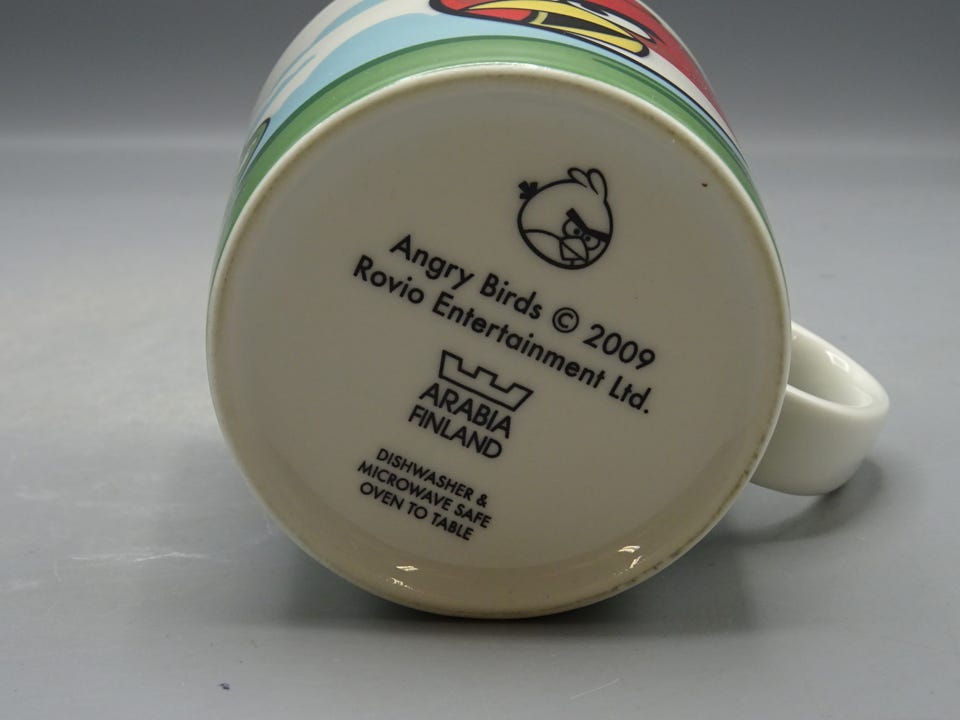 Angry Birds © 2009
Rovio Entertainment Ltd.
ARABIA
FINLAND
DISHWASHER &
MICROWAVE SAFE
OVEN TO TABLE